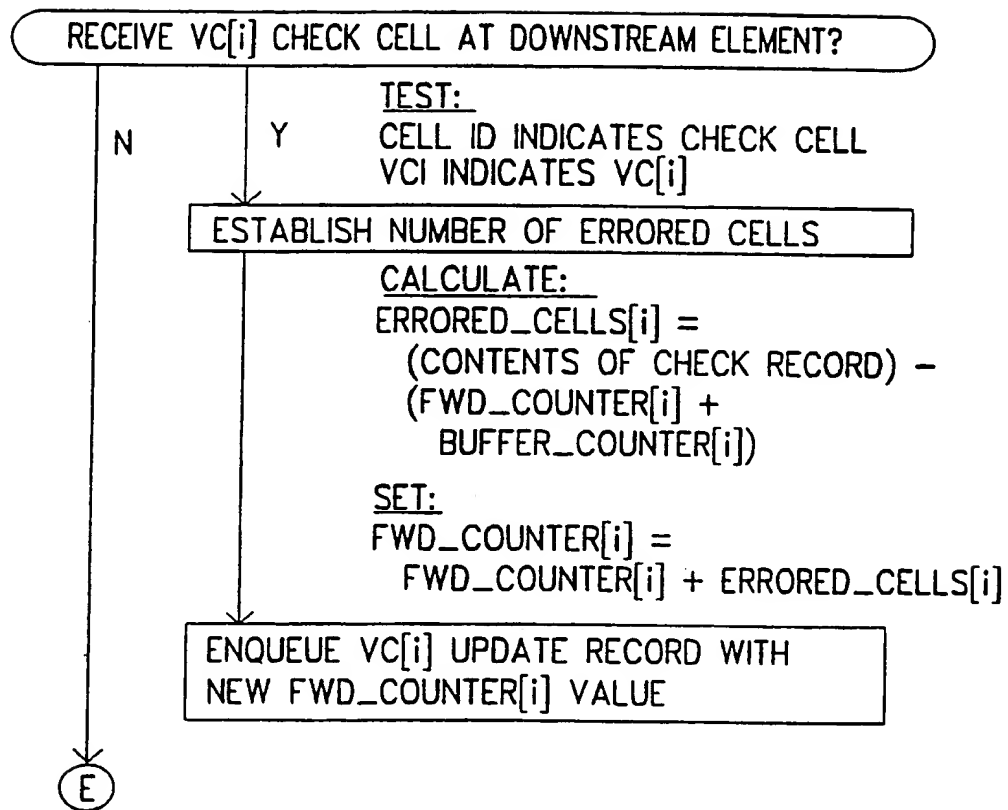 RECEIVE VC[i] CHECK CELL AT DOWNSTREAM ELEMENT?
N
Y
TEST:
CELL ID INDICATES CHECK CELL
VCI INDICATES VC[i]
ESTABLISH NUMBER OF ERRORED CELLS
CALCULATE:
ERRORED_CELLS[i] =
(CONTENTS OF CHECK RECORD) –
(FWD_COUNTER[i] +
BUFFER_COUNTER[i])
SET:
FWD_COUNTER[i] =
FWD_COUNTER[i] + ERRORED_CELLS[i]
ENQUEUE VC[i] UPDATE RECORD WITH
NEW FWD_COUNTER[i] VALUE
E